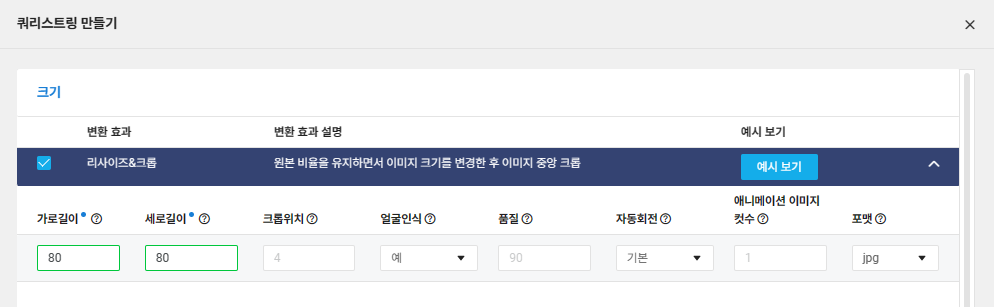 쿼리스트링 만들기
크기
변환 효과 변환 효과 설명 예시 보기
리사이즈&크롭 원본 비율을 유지하면서 이미지 크기를 변경한 후 이미지 중앙 크롭 예시 보기
가로길이 세로길이 크롭위치 얼굴인식 품질 자동회전 애니메이션 이미지 컷수 포맷
80 80 4 예 90 기본 1 jpg